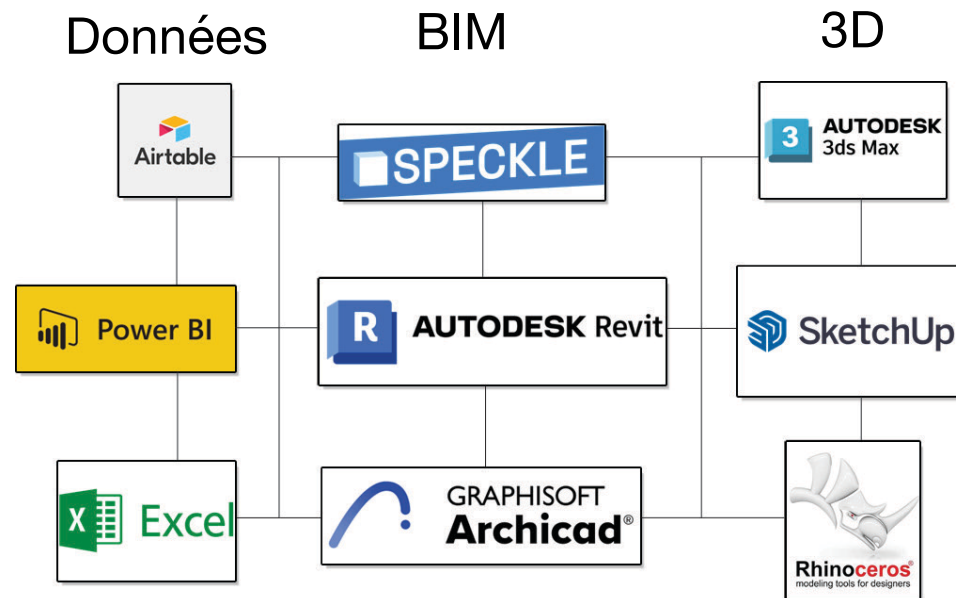 Données
BIM
3D
Airtable
SPECKLE
3
AUTODESK
3ds Max
Power BI
R
AUTODESK Revit
SketchUp
X
Excel
GRAPHISOFT
Archicad®
Rhinoceros®
modeling tools for designers